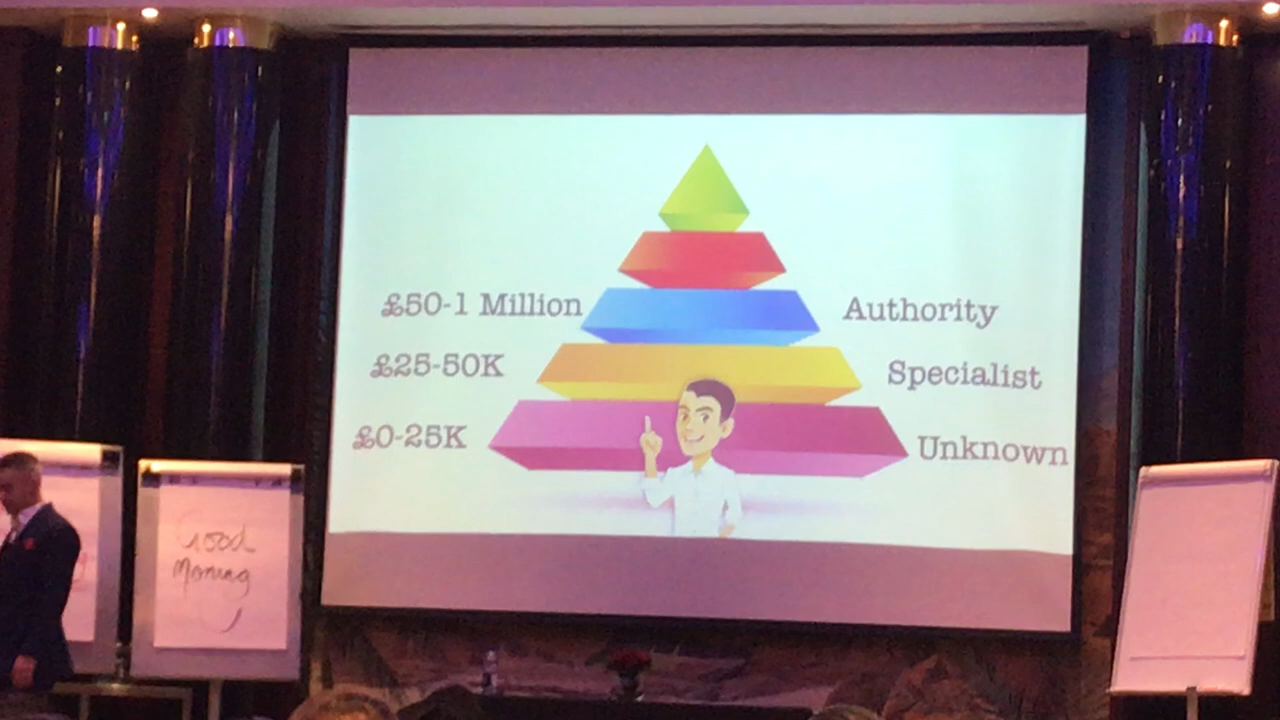 £50-1 Million
Authority
£25-50K
Specialist
£0-25K
Unknown
Good
Morning